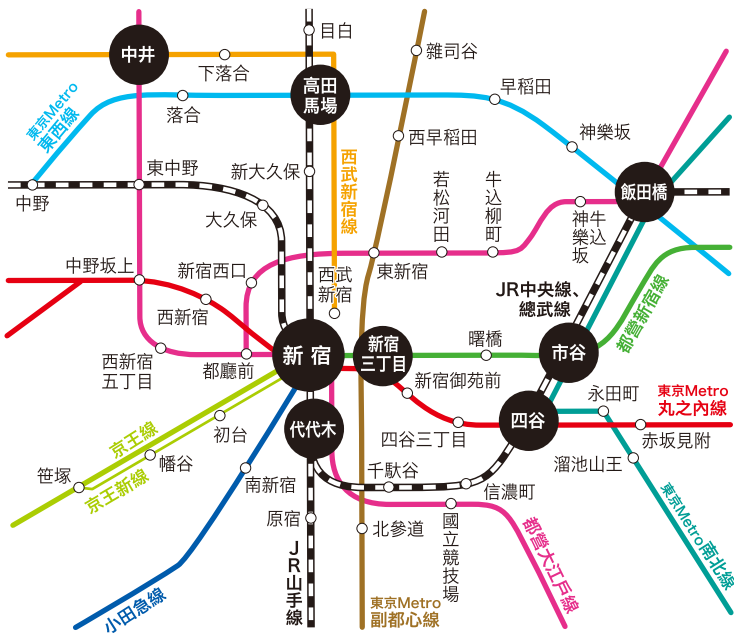 目白
中井
下落合
雜司谷
高田
馬場
早稻田
東京Metro
東西線
落合
西早稻田
神樂坂
西武新宿線
新大久保
東中野
中野
大久保
若松河田
牛込柳町
飯田橋
牛込
神樂坂
中野坂上
新宿西口
西武
新宿
東新宿
JR中央線、
總武線
都營新宿線
西新宿
新宿
新宿
三丁目
曙橋
市谷
西新宿
五丁目
都廳前
新宿御苑前
永田町
東京Metro
丸之內線
代代木
四谷
四谷三丁目
赤坂見附
京王線
初台
幡谷
笹塚
京王新線
南新宿
千馱谷
信濃町
溜池山王
東京Metro南北線
原宿
北參道
國立競技場
都營大江戶線
JR山手線
小田急線
東京Metro
副都心線